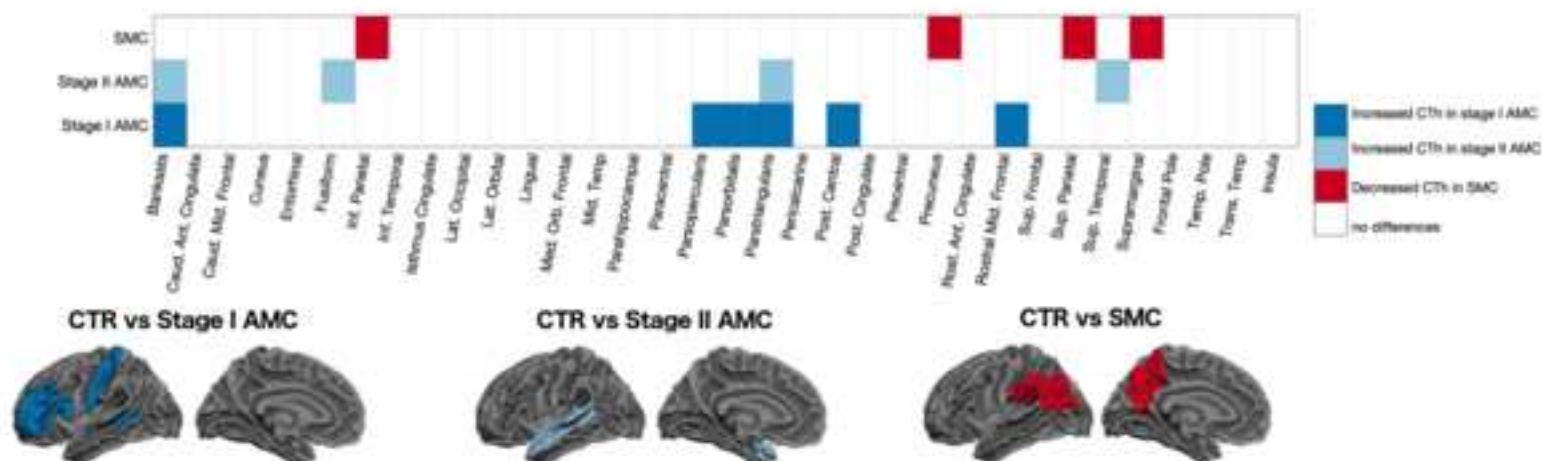 SMC
Stage II AMC
Stage I AMC
Increased CTh in stage I AMC
Increased CTh in stage II AMC
Decreased CTh in SMC
no differences
Bankssts
Caud. Ant. Cingulate
Caud. Mid. Frontal
Cuneus
Entorhinal
Fusiform
Inf. Parietal
Inf. Temporal
Isthmus Cingulate
Lat. Occipital
Lat. Orbital
Lingual
Med. Orb. Frontal
Mid. Temp
Parahippocampal
Paracentral
Parsopercularis
Parsorbitalis
Parstriangularis
Pericalcarine
Post. Central
Post. Cingulate
Precentral
Precuneus
Rost. Ant. Cingulate
Rostral Mid. Frontal
Sup. Frontal
Sup. Parietal
Sup. Temporal
Supramarginal
Frontal Pole
Temp. Pole
Trans. Temp
Insula
CTR vs Stage I AMC
CTR vs Stage II AMC
CTR vs SMC